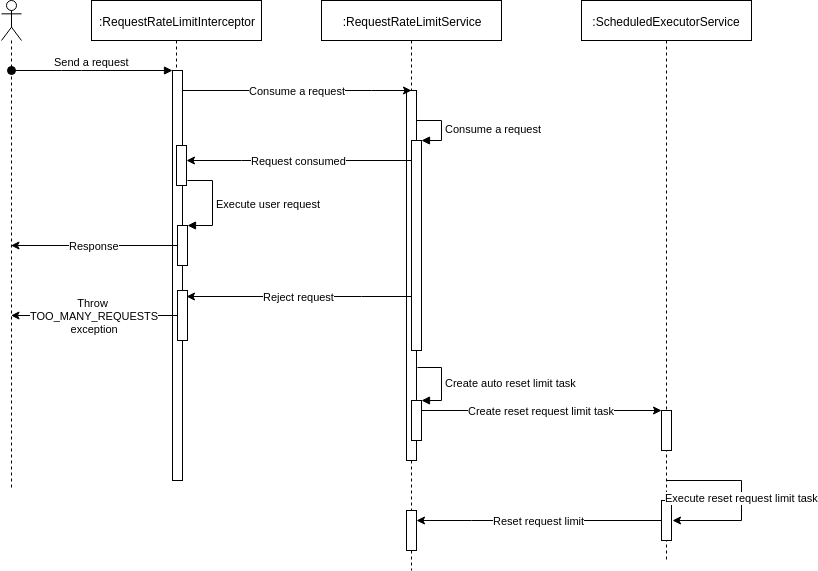 :RequestRateLimitInterceptor
:RequestRateLimitService
:ScheduledExecutorService
Send a request
Consume a request
Consume a request
Request consumed
Execute user request
Response
Reject request
Throw
TOO_MANY_REQUESTS
exception
Create auto reset limit task
Create reset request limit task
Execute reset request limit task
Reset request limit